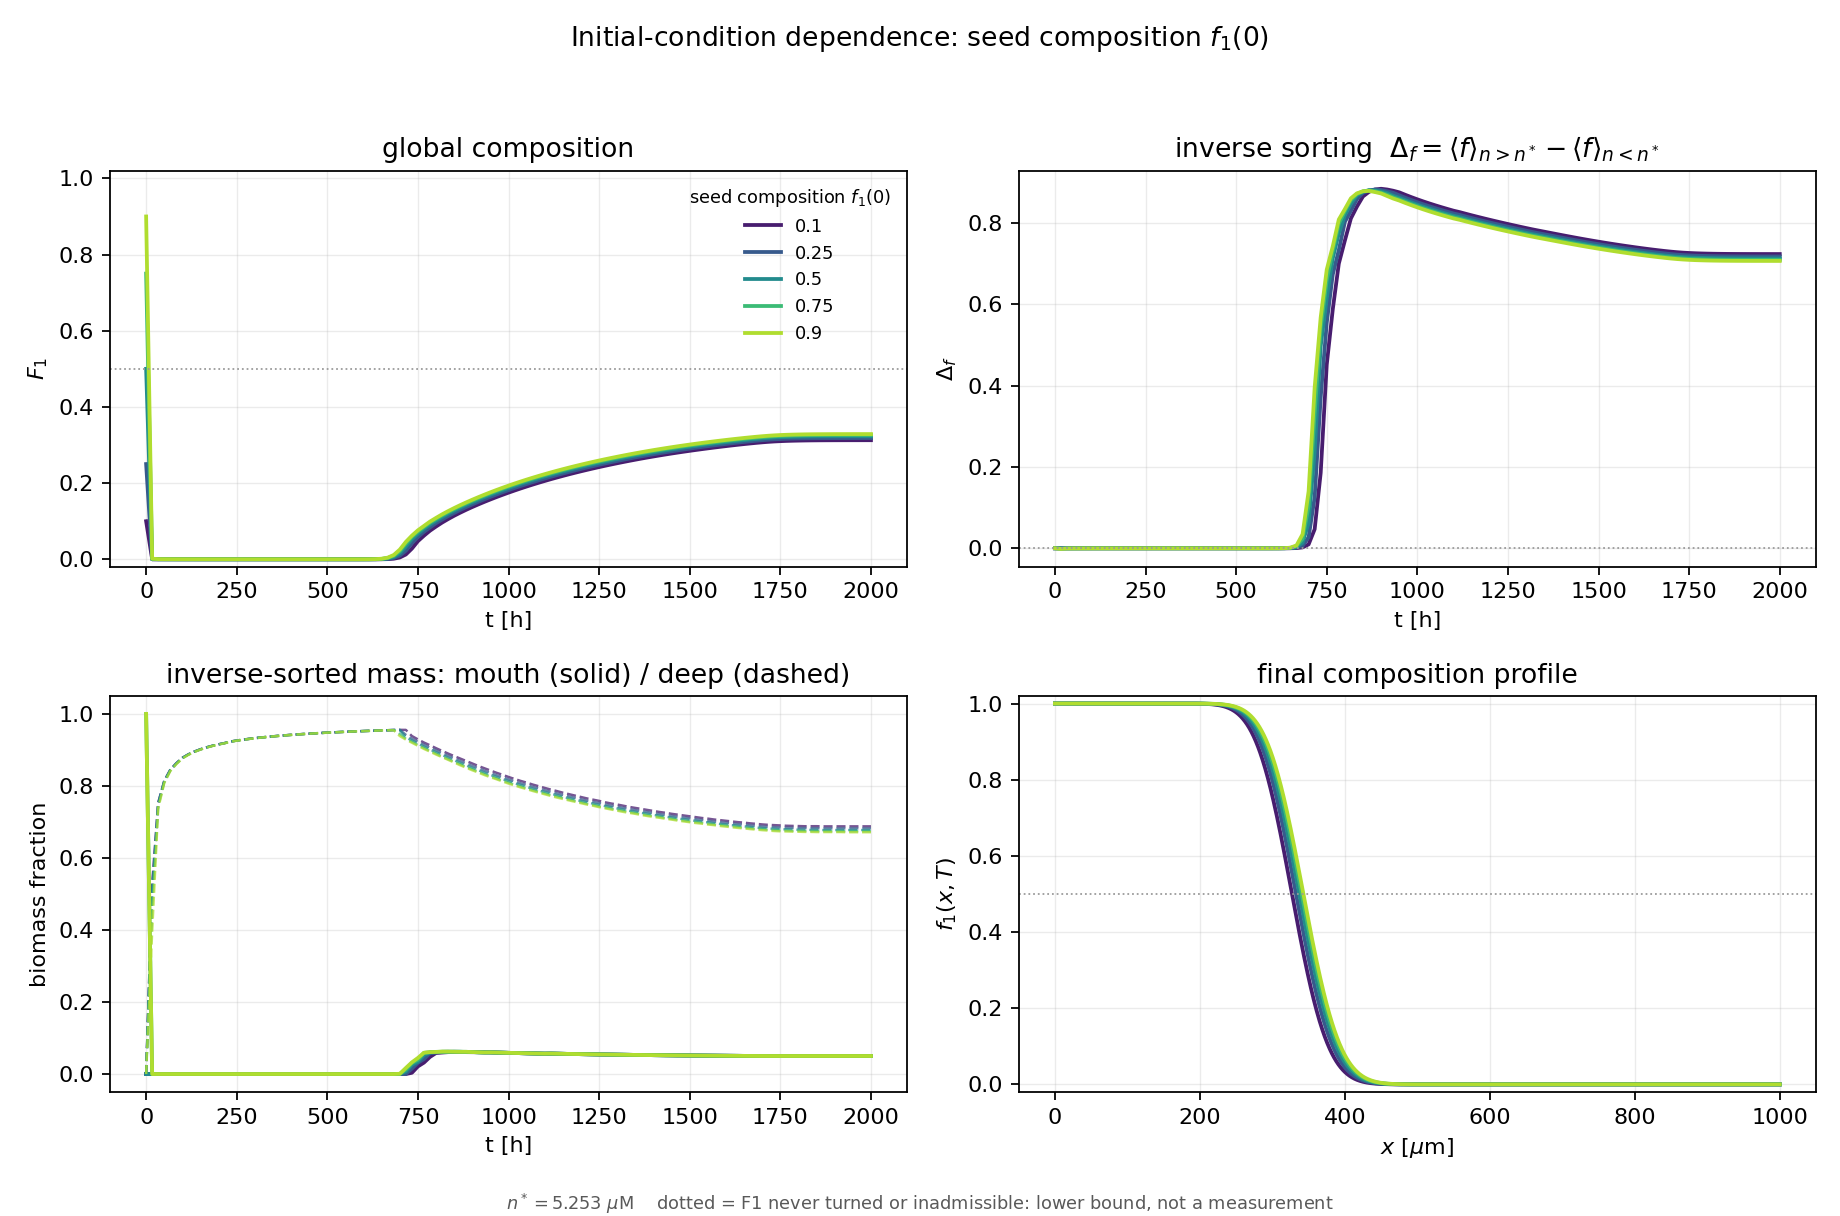 Initial-condition dependence: seed composition f₁(0)
global composition
F₁
1.0
0.8
0.6
0.4
0.2
0.0
seed composition f₁(0)
0.1
0.25
0.5
0.75
0.9
0 250 500 750 1000 1250 1500 1750 2000
t [h]
inverse sorting Δ_f = ⟨f⟩_{n>n*} − ⟨f⟩_{n<n*}
Δ_f
0.8
0.6
0.4
0.2
0.0
0 250 500 750 1000 1250 1500 1750 2000
t [h]
inverse-sorted mass: mouth (solid) / deep (dashed)
biomass fraction
1.0
0.8
0.6
0.4
0.2
0.0
0 250 500 750 1000 1250 1500 1750 2000
t [h]
final composition profile
f₁(x, T)
1.0
0.8
0.6
0.4
0.2
0.0
0 200 400 600 800 1000
x [μm]
n* = 5.253 μM dotted = F1 never turned or inadmissible: lower bound, not a measurement